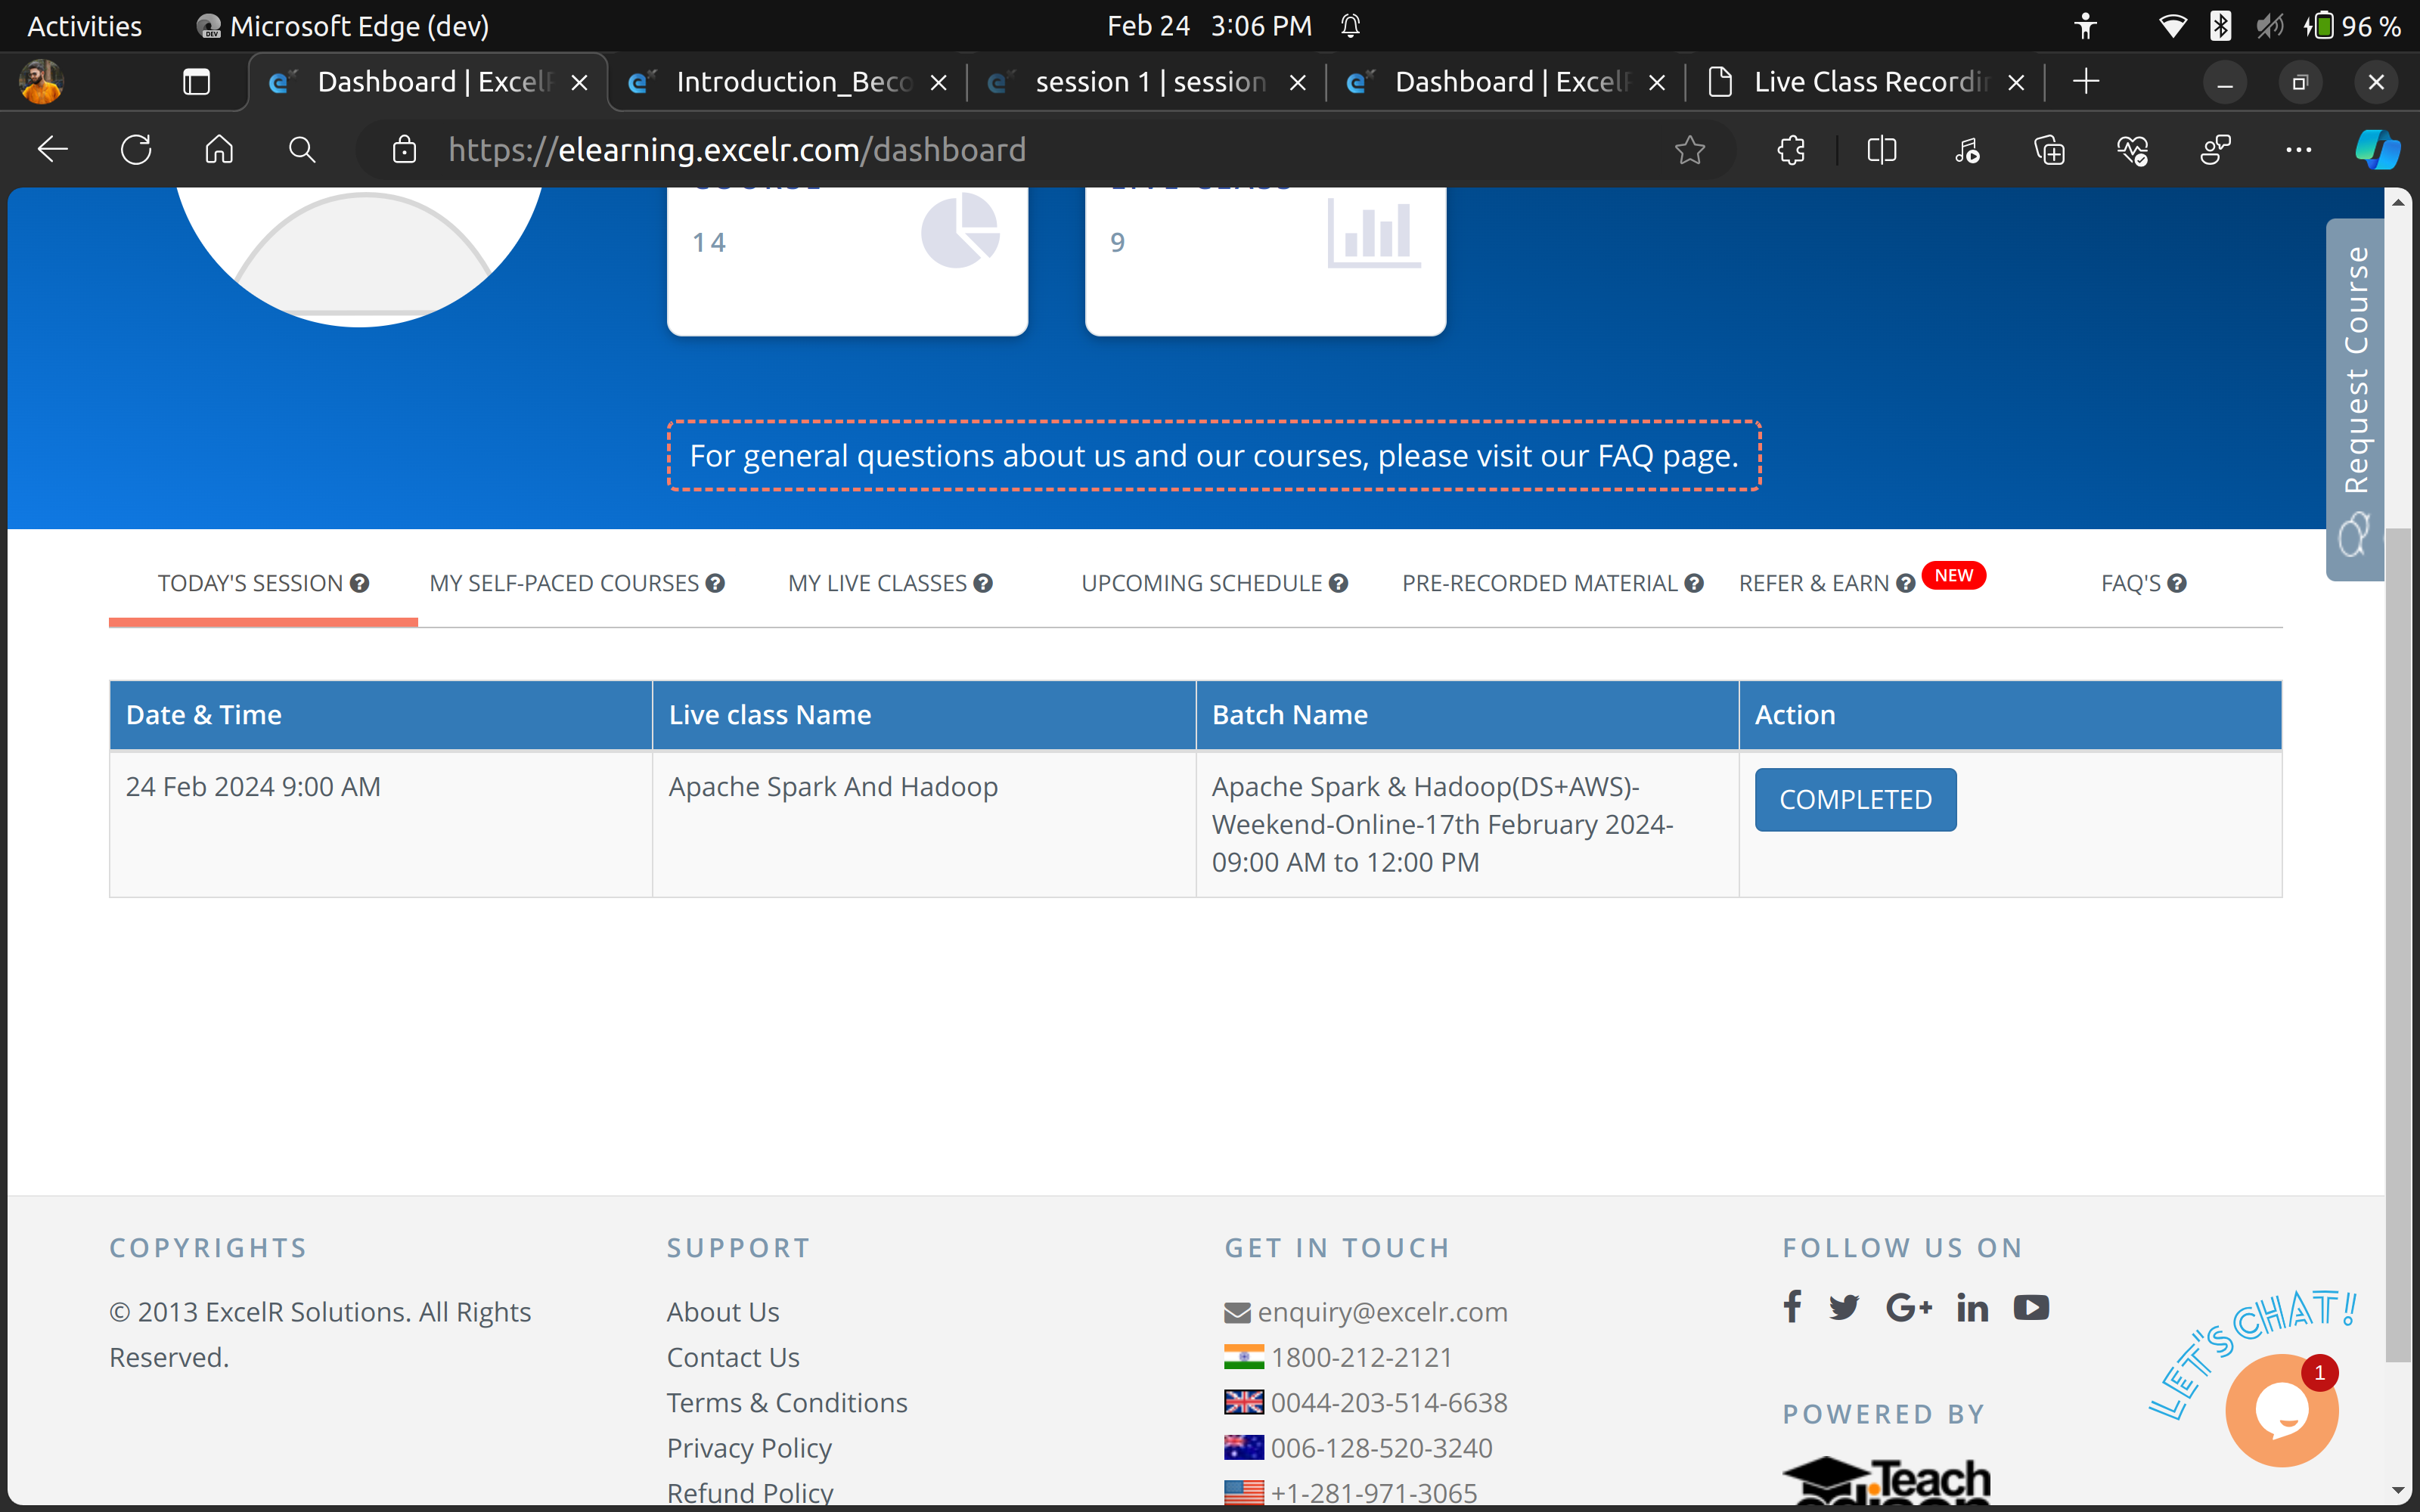 Activities Microsoft Edge (dev) Feb 24 3:06 PM 96 %
Dashboard | Excel Introduction_Beco session 1 | session Dashboard | Excel Live Class Recordin
https://elearning.excelr.com/dashboard
14 9
Request Course
For general questions about us and our courses, please visit our FAQ page.
TODAY'S SESSION MY SELF-PACED COURSES MY LIVE CLASSES UPCOMING SCHEDULE PRE-RECORDED MATERIAL REFER & EARN NEW FAQ'S
Date & Time Live class Name Batch Name Action
24 Feb 2024 9:00 AM Apache Spark And Hadoop Apache Spark & Hadoop(DS+AWS)- COMPLETED
Weekend-Online-17th February 2024-
09:00 AM to 12:00 PM
COPYRIGHTS SUPPORT GET IN TOUCH FOLLOW US ON
© 2013 ExcelR Solutions. All Rights About Us enquiry@excelr.com
Reserved. Contact Us 1800-212-2121
LET'S CHAT!
1
Terms & Conditions 0044-203-514-6638
POWERED BY
Privacy Policy 006-128-520-3240
Refund Policy +1-281-971-3065
Teach